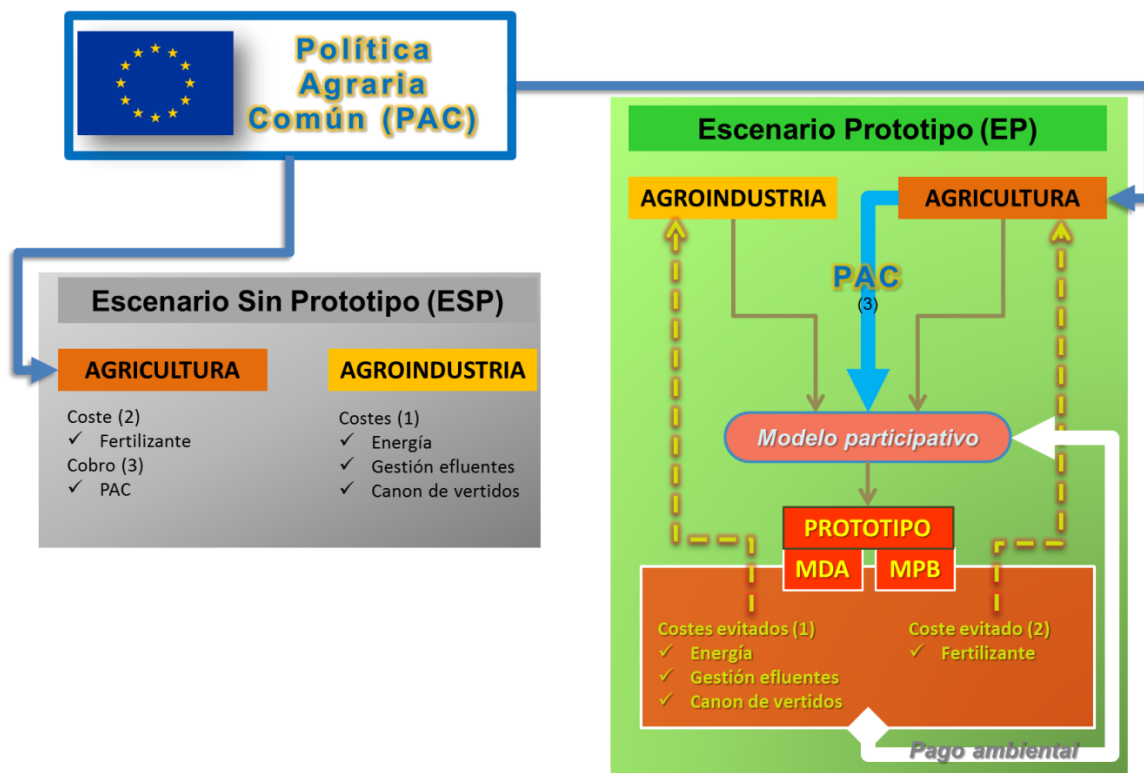 Política
Agraria
Común (PAC)
Escenario Sin Prototipo (ESP)
AGRICULTURA
Coste (2)
✓ Fertilizante
Cobro (3)
✓ PAC
AGROINDUSTRIA
Costes (1)
✓ Energía
✓ Gestión efluentes
✓ Canon de vertidos
Escenario Prototipo (EP)
AGROINDUSTRIA
AGRICULTURA
PAC
(3)
Modelo participativo
PROTOTIPO
MDA
MPB
Costes evitados (1)
✓ Energía
✓ Gestión efluentes
✓ Canon de vertidos
Coste evitado (2)
✓ Fertilizante
Pago ambiental